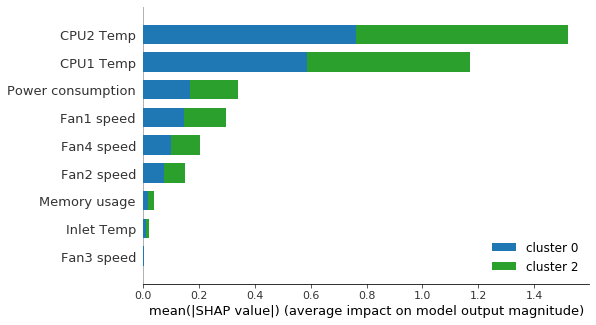 CPU2 Temp
CPU1 Temp
Power consumption
Fan1 speed
Fan4 speed
Fan2 speed
Memory usage
Inlet Temp
Fan3 speed
cluster 0
cluster 2
0.0 0.2 0.4 0.6 0.8 1.0 1.2 1.4
mean(|SHAP value|) (average impact on model output magnitude)